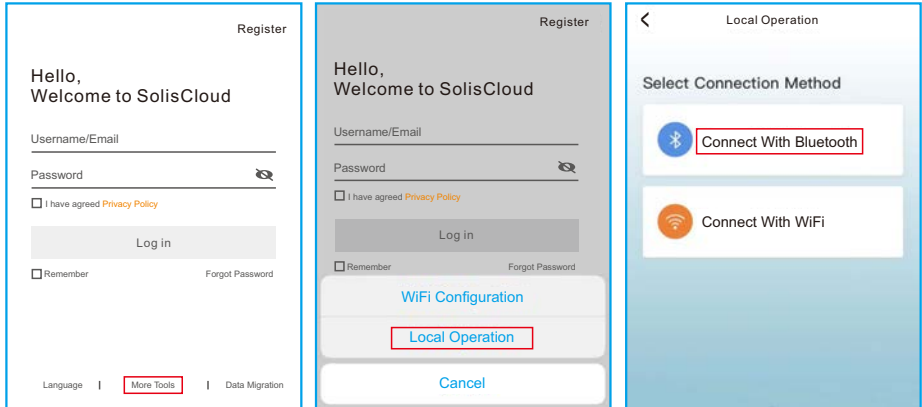 Register
Hello,
Welcome to SolisCloud
Username/Email
Password
I have agreed Privacy Policy
Log in
Remember Forgot Password
Language | More Tools | Data Migration
Register
Hello,
Welcome to SolisCloud
Username/Email
Password
I have agreed Privacy Policy
Log in
Remember Forgot Password
WiFi Configuration
Local Operation
Cancel
Local Operation
Select Connection Method
Connect With Bluetooth
Connect With WiFi